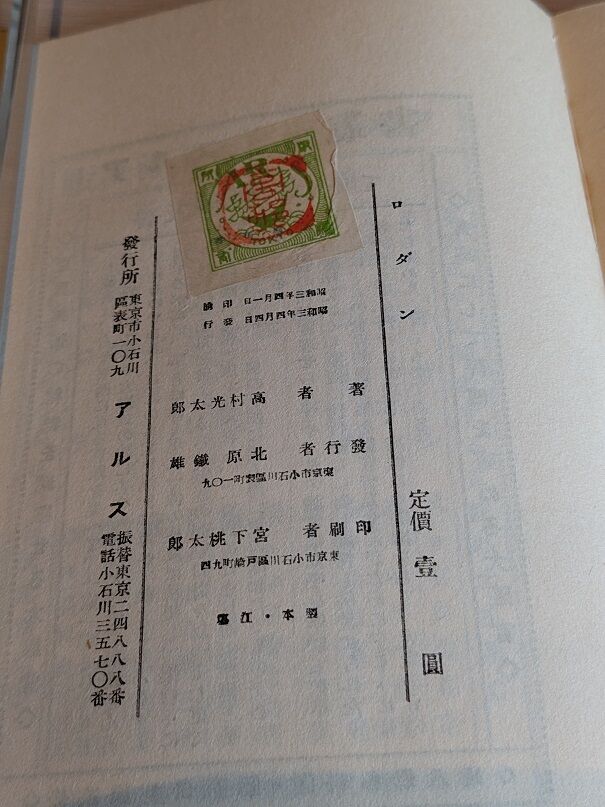 ロダン 定價壹圓
昭和三年四月一日 印刷
昭和三年四月四日 發行
著者 高村光太郎
發行者 北原鐵雄
東京市小石川區表町一〇九
印刷者 宮下桃太郎
東京市小石川區戸崎町九四
製本・江
發行所
東京市小石川
區表町一〇九
アルス
振替東京二四八八八番
電話小石川三五七〇番
TOKYO